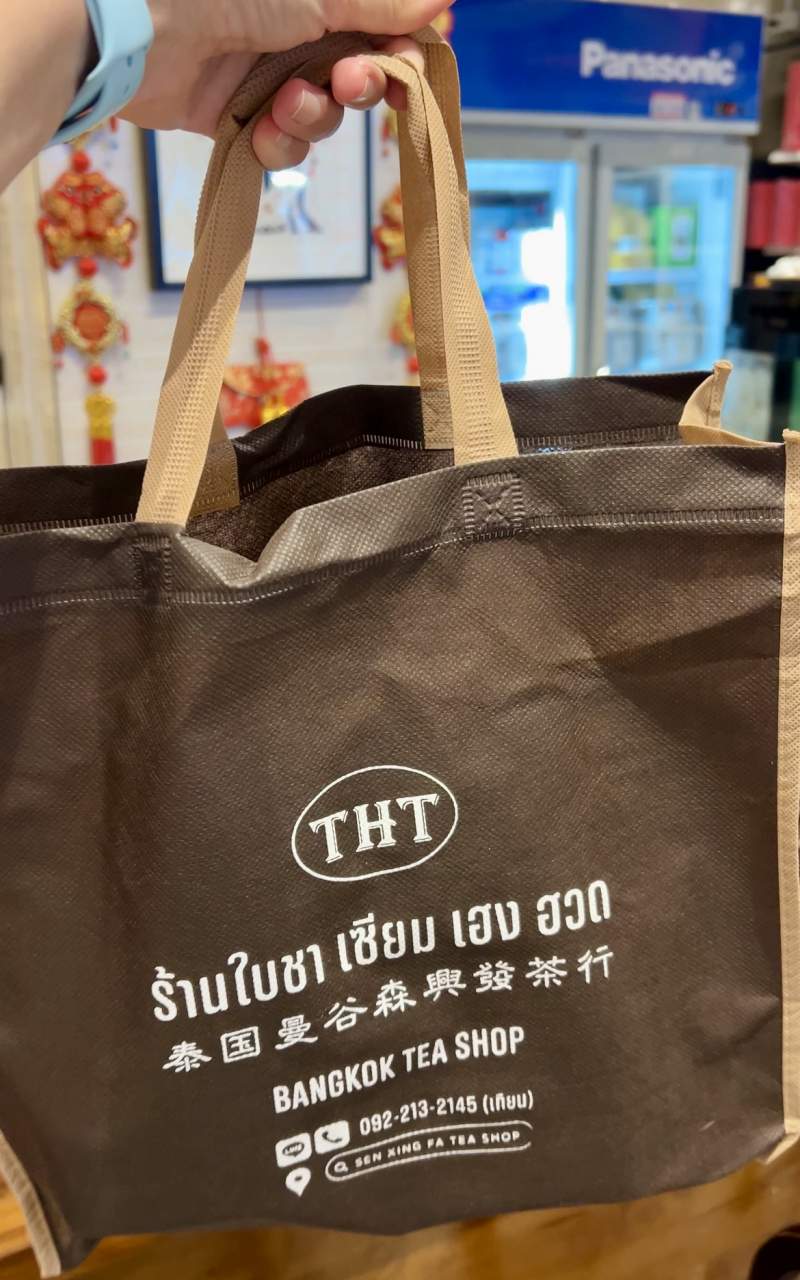 Panasonic
THT
ร้านใบชา เซียม เฮง ฮวด
泰国曼谷森興發茶行
BANGKOK TEA SHOP
LINE 092-213-2145 (เทียน)
SEN XING FA TEA SHOP